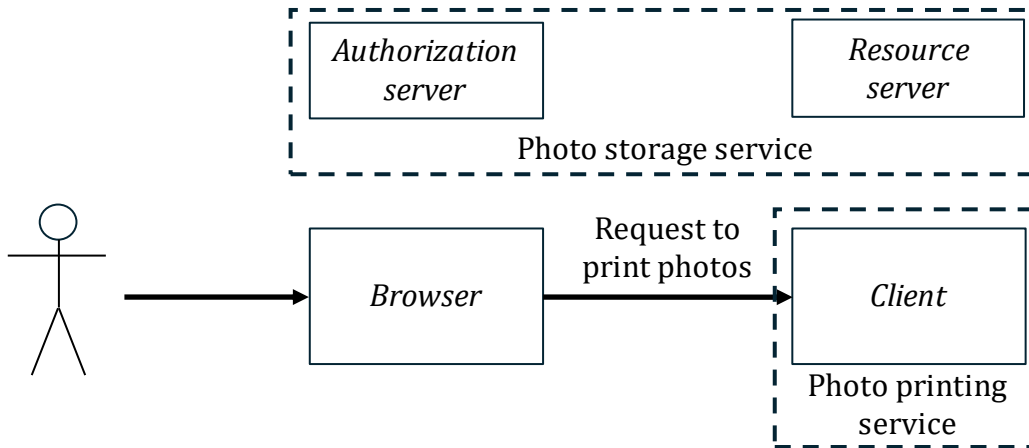 Authorization
server
Resource
server
Photo storage service
Request to
print photos
Browser
Client
Photo printing
service